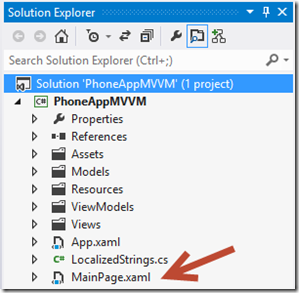 Solution Explorer
Search Solution Explorer (Ctrl+;)
Solution 'PhoneAppMVVM' (1 project)
C# PhoneAppMVVM
Properties
References
Assets
Models
Resources
ViewModels
Views
App.xaml
C# LocalizedStrings.cs
MainPage.xaml